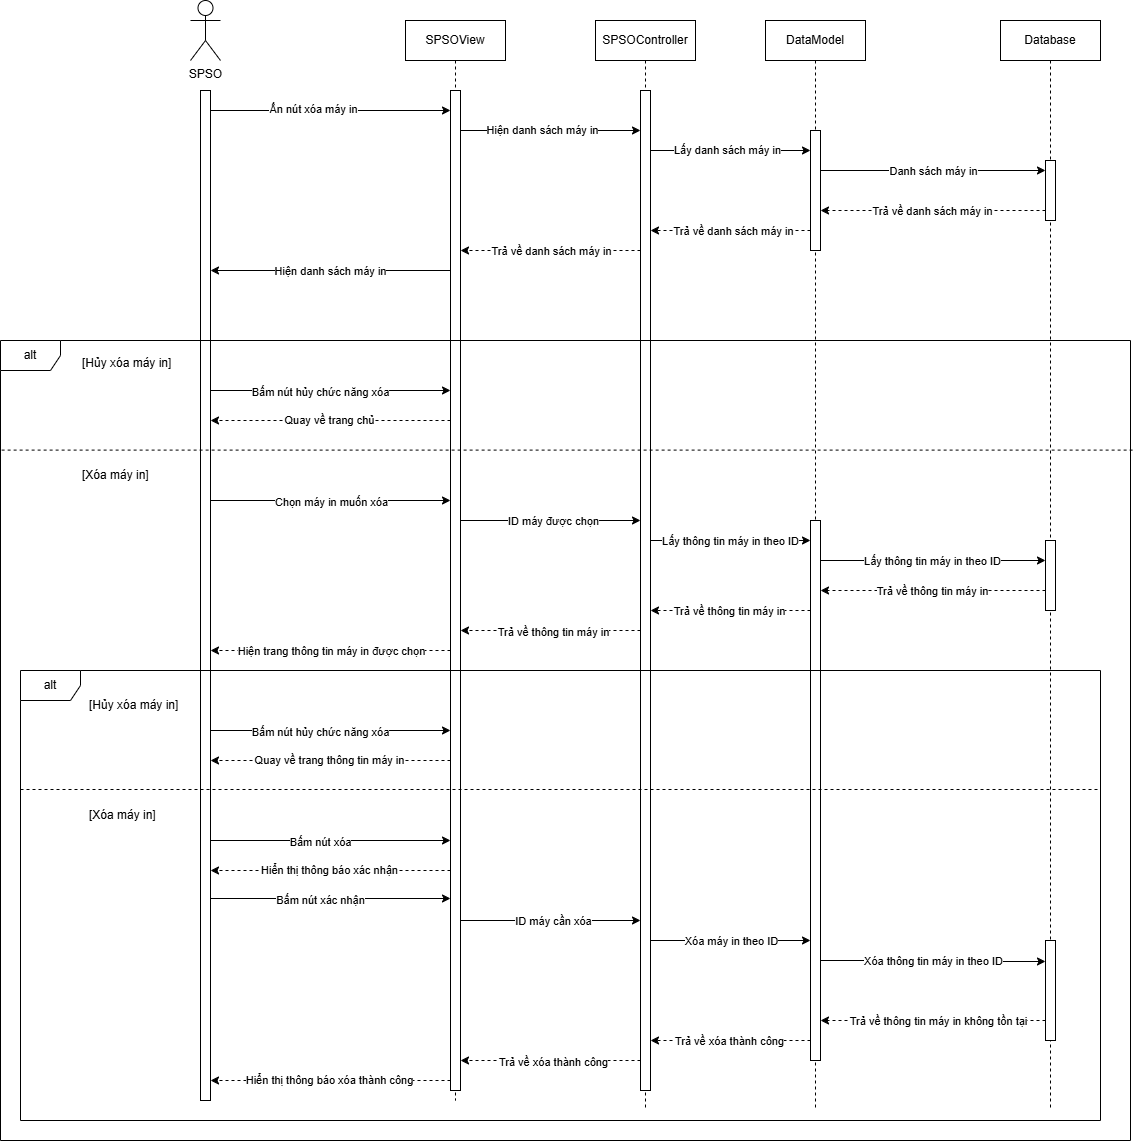 SPSO
SPSOView
SPSOController
DataModel
Database
Ấn nút xóa máy in
Hiện danh sách máy in
Lấy danh sách máy in
Danh sách máy in
Trả về danh sách máy in
Trả về danh sách máy in
Trả về danh sách máy in
Hiện danh sách máy in
alt
[Hủy xóa máy in]
Bấm nút hủy chức năng xóa
Quay về trang chủ
[Xóa máy in]
Chọn máy in muốn xóa
ID máy được chọn
Lấy thông tin máy in theo ID
Lấy thông tin máy in theo ID
Trả về thông tin máy in
Trả về thông tin máy in
Trả về thông tin máy in
Hiện trang thông tin máy in được chọn
alt
[Hủy xóa máy in]
Bấm nút hủy chức năng xóa
Quay về trang thông tin máy in
[Xóa máy in]
Bấm nút xóa
Hiển thị thông báo xác nhận
Bấm nút xác nhận
ID máy cần xóa
Xóa máy in theo ID
Xóa thông tin máy in theo ID
Trả về thông tin máy in không tồn tại
Trả về xóa thành công
Trả về xóa thành công
Hiển thị thông báo xóa thành công